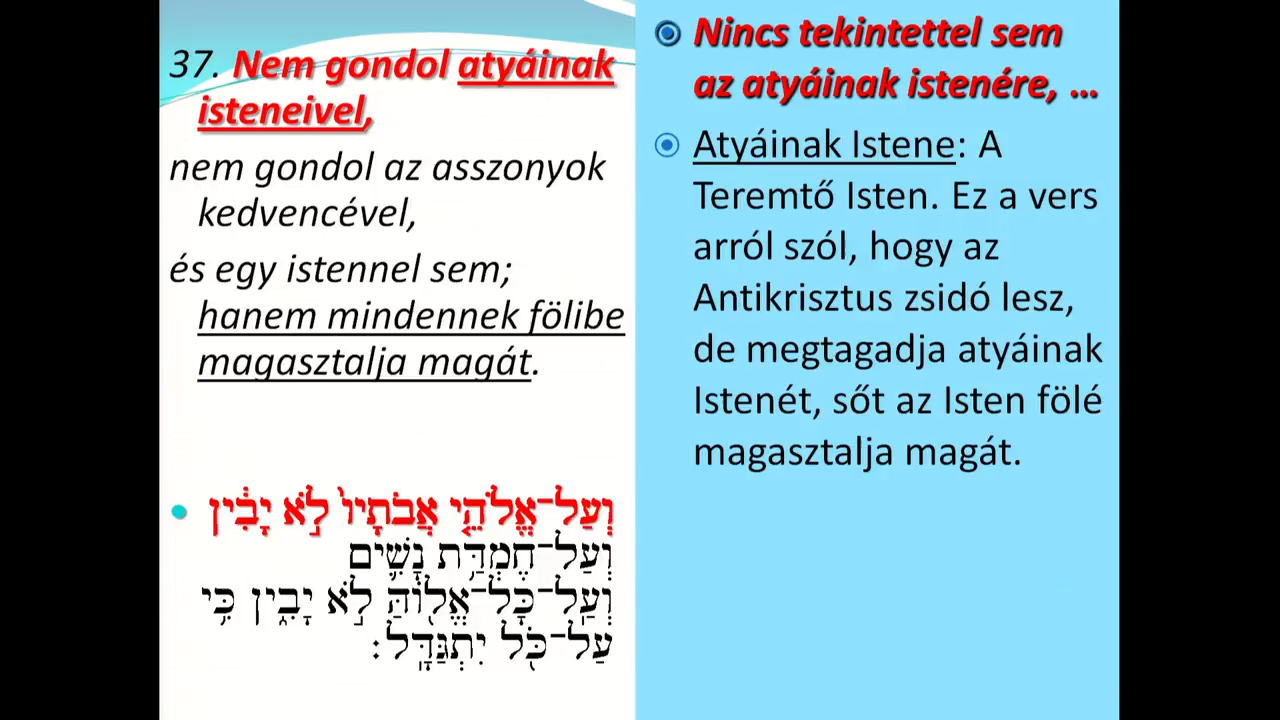 37. Nem gondol atyáinak
isteneivel,
nem gondol az asszonyok
kedvencével,
és egy istennel sem;
hanem mindennek fölibe
magasztalja magát.
וְעַל־אֱלֹהֵ֤י אֲבֹתָיו֙ לֹ֣א יָבִ֔ין
וְעַל־חֶמְדַּ֥ת נָשִׁ֛ים
וְעַֽל־כָּל־אֱל֖וֹהַּ לֹ֣א יָבִ֑ין כִּ֥י
עַל־כֹּ֖ל יִתְגַּדָּֽל׃
Nincs tekintettel sem
az atyáinak istenére, ...
Atyáinak Istene: A
Teremtő Isten. Ez a vers
arról szól, hogy az
Antikrisztus zsidó lesz,
de megtagadja atyáinak
Istenét, sőt az Isten fölé
magasztalja magát.